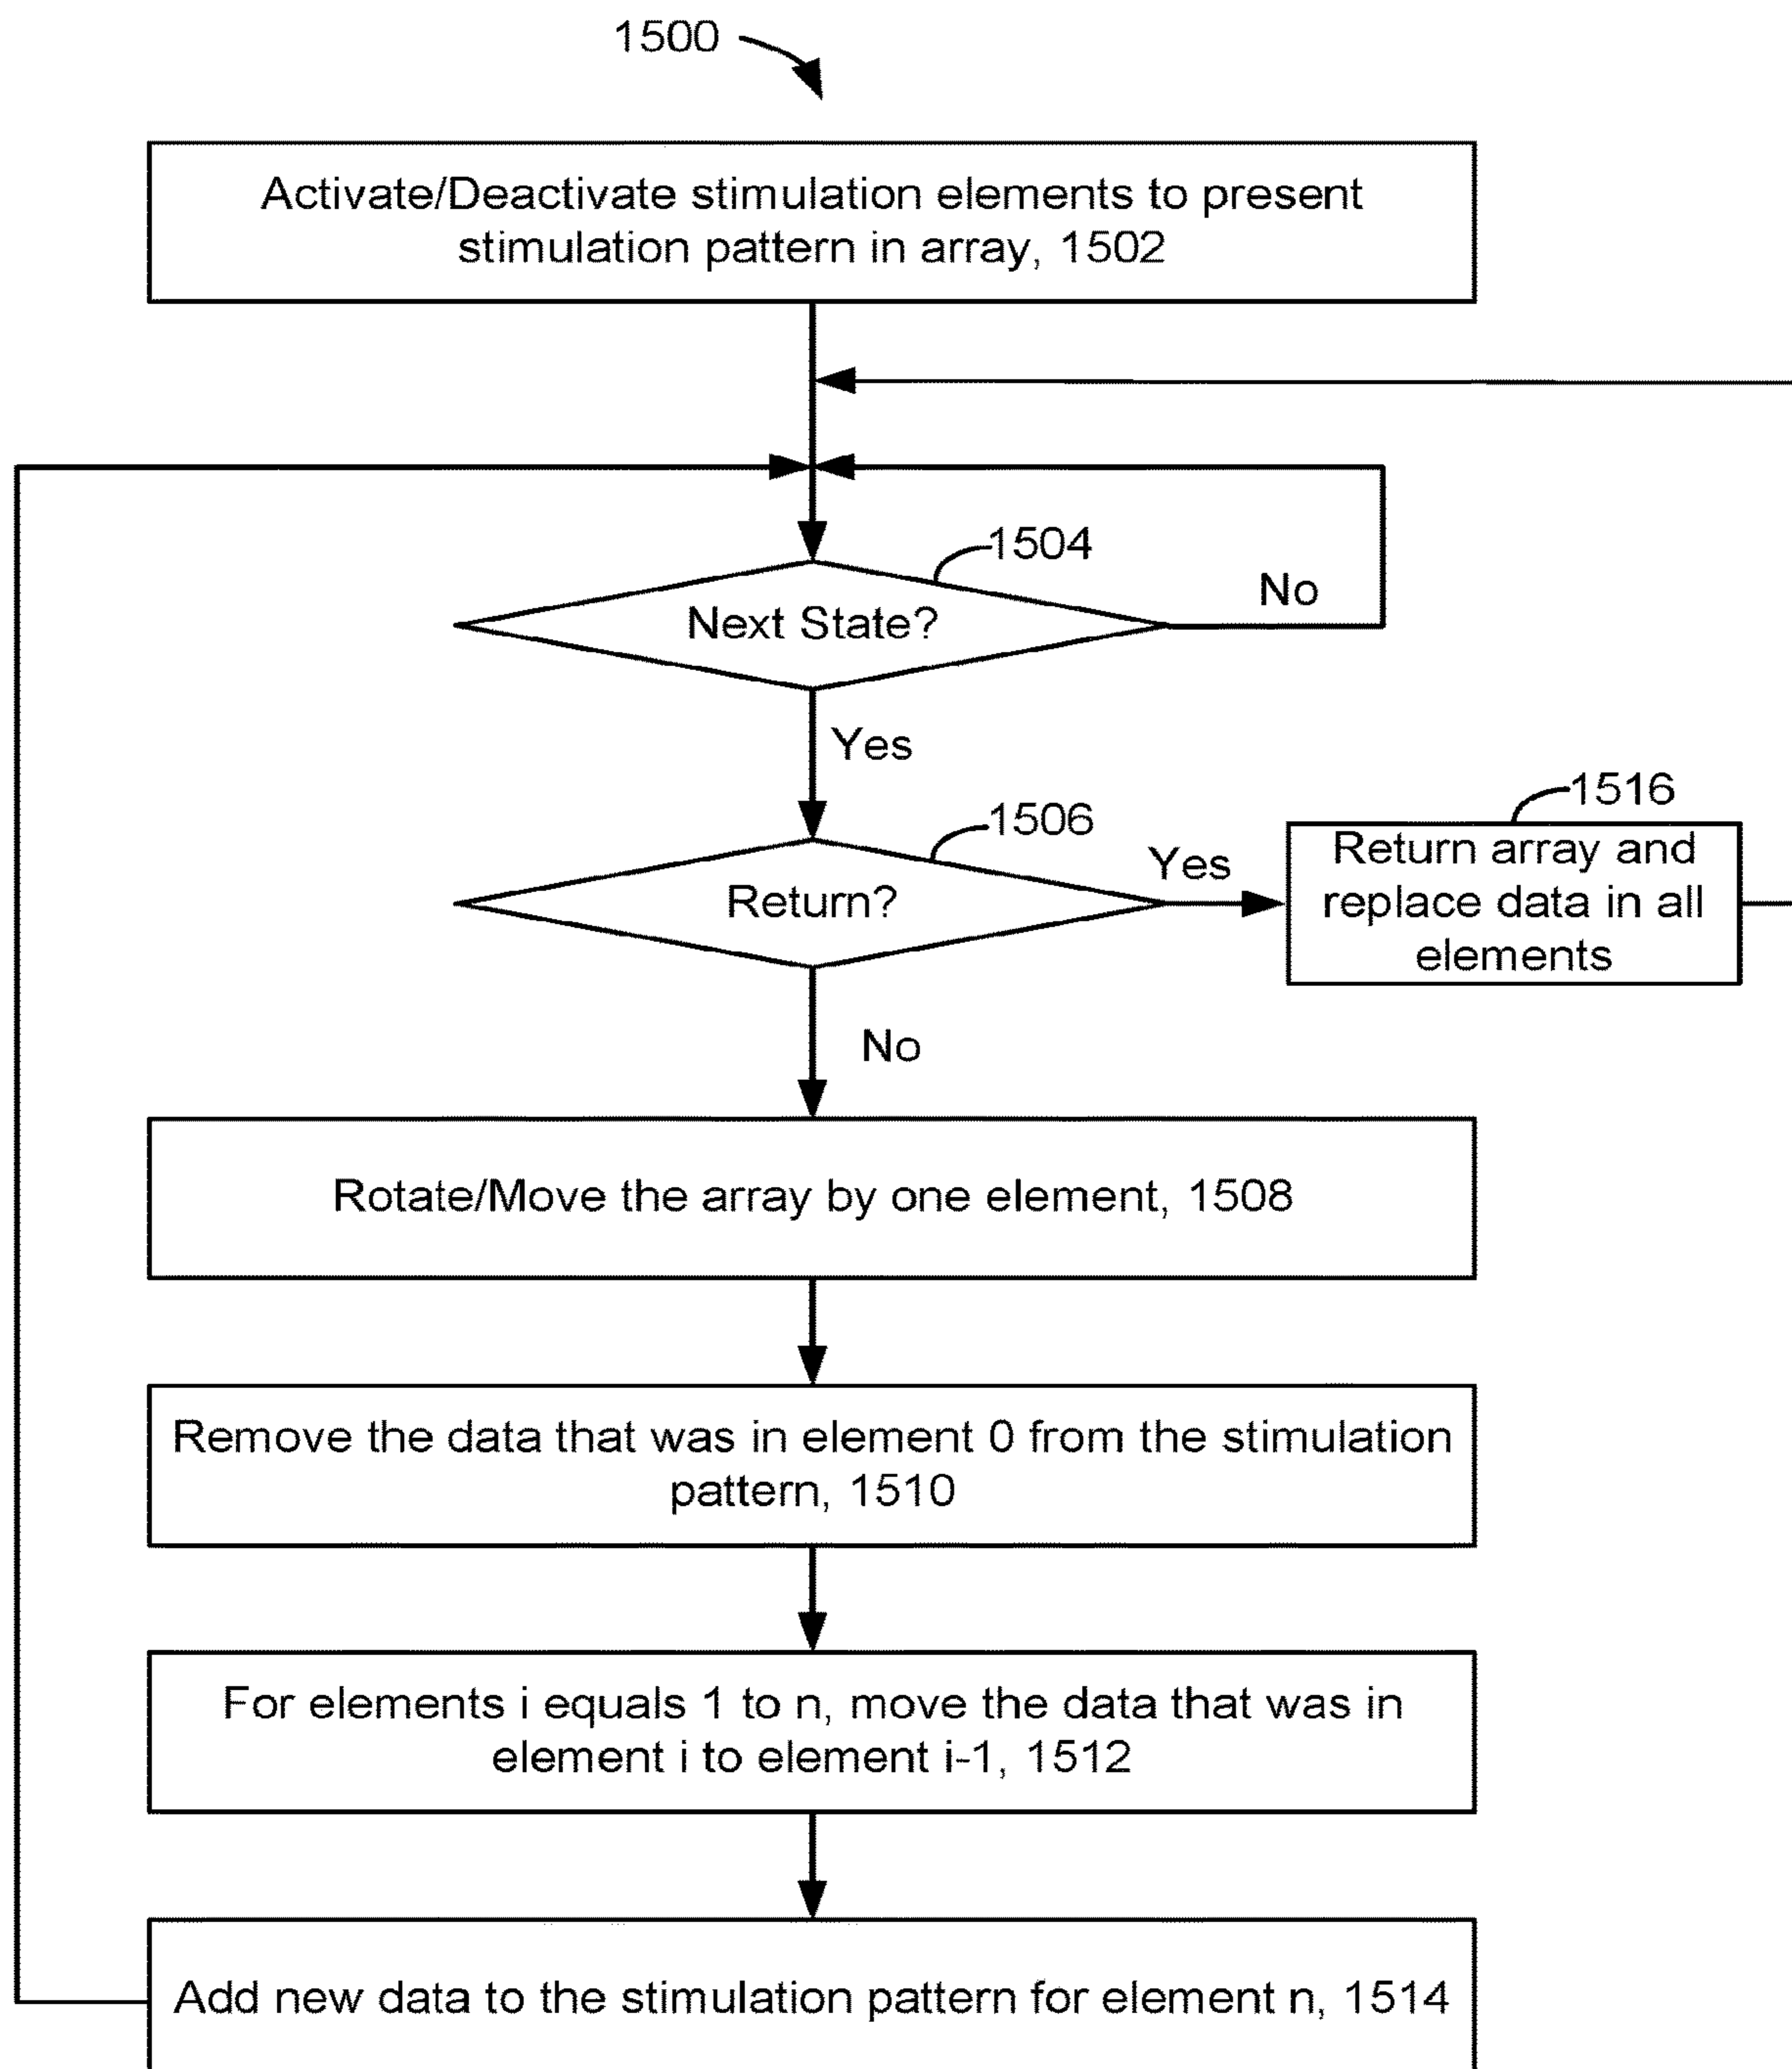 1500
Activate/Deactivate stimulation elements to present
stimulation pattern in array, 1502
1504
Next State?
No
Yes
1506
Return?
Yes
1516
Return array and
replace data in all
elements
No
Rotate/Move the array by one element, 1508
Remove the data that was in element 0 from the stimulation
pattern, 1510
For elements i equals 1 to n, move the data that was in
element i to element i-1, 1512
Add new data to the stimulation pattern for element n, 1514